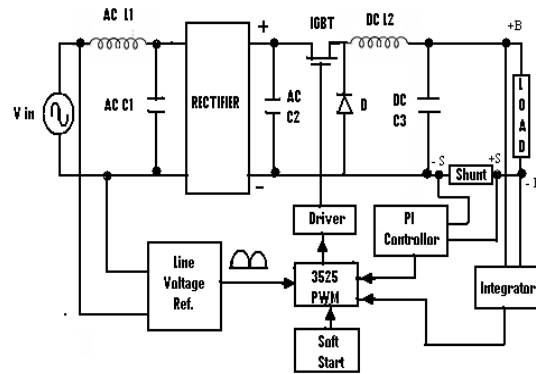 AC L1
IGBT
DC L2
+B
+
V in
AC C1
RECTIFIER
AC
C2
D
DC
C3
LOAD
-
- S
+S
Shunt
Driver
PI
Controller
Line
Voltage
Ref.
3525
PWM
Integrator
Soft
Start